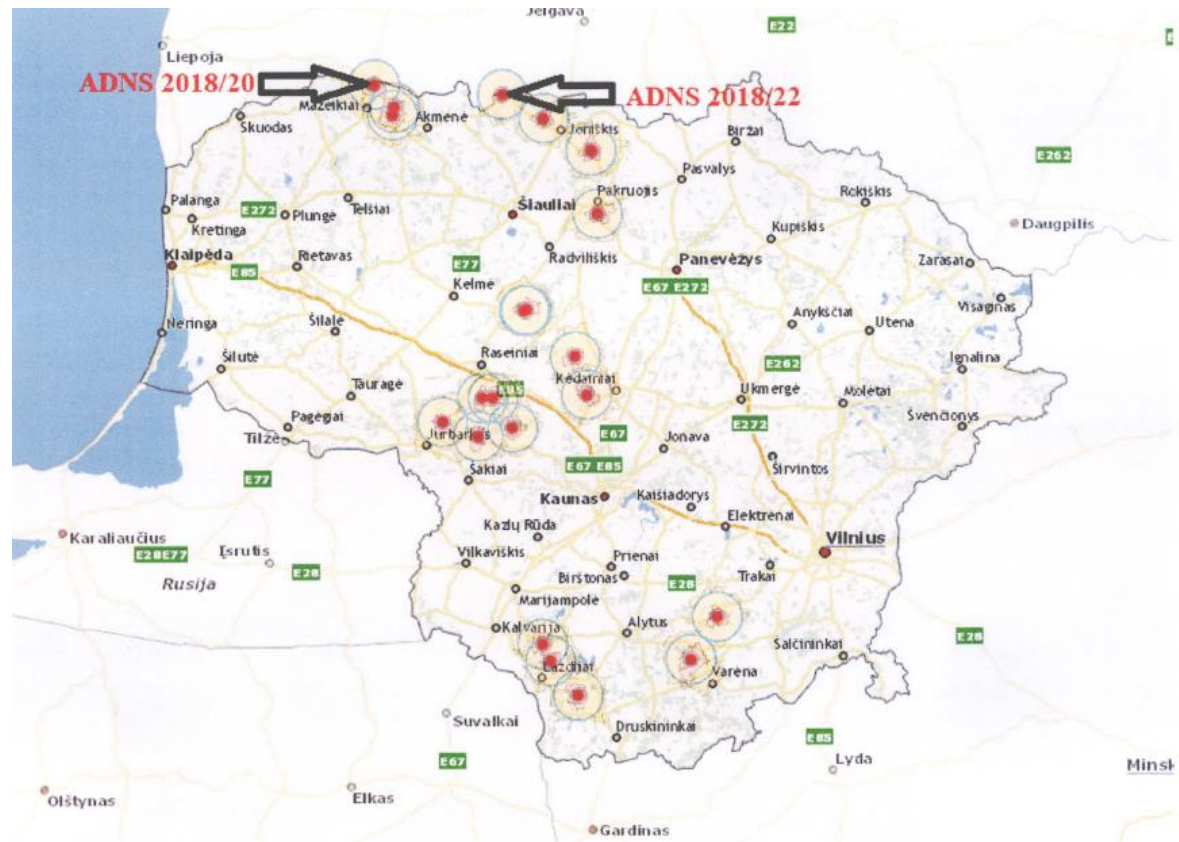 Jelgava
E22
Liepoja
ADNS 2018/20
ADNS 2018/22
Mažeikiai
Skuodas
Akmenė
Joniškis
Biržai
E262
Pasvalys
Palanga
E272
Plungė
Telšiai
Šiauliai
Pakruojis
Rokiškis
Kretinga
Kupiškis
Daugpilis
Klaipėda
E85
Rietavas
E77
Radviliškis
Panevėžys
Zarasai
Kelmė
E67 E272
Visaginas
Neringa
Šilalė
Anykščiai
Utena
Šilutė
Raseiniai
E262
Ignalina
Tauragė
E85
Kėdainiai
Ukmergė
Molėtai
Pagėgiai
E272
Švenčionys
Tilžė
Jurbarkas
E67
Jonava
E77
Šakiai
E67 E85
Širvintos
Kaunas
Kaišiadorys
Karaliaučius
Kazlų Rūda
Elektrėnai
E28E77
Įsrutis
Vilnius
Rusija
E28
Vilkaviškis
Prienai
Birštonas
E28
Trakai
Marijampolė
Kalvarija
Alytus
E28
Šalčininkai
Lazdijai
Varėna
Suvalkai
Druskininkai
E85
E67
Lyda
Minsk
Olštynas
Elkas
Gardinas